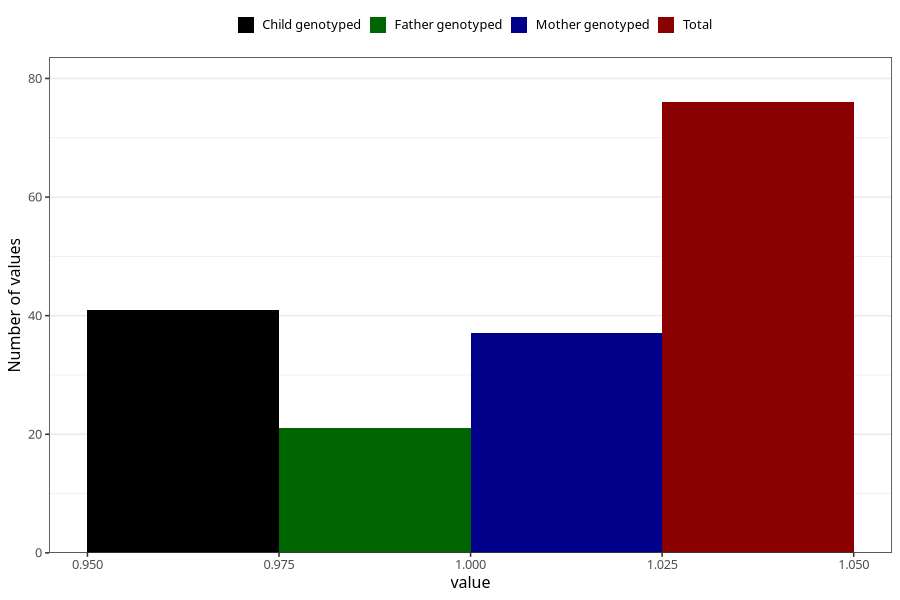 Child genotyped Father genotyped Mother genotyped Total
80
60
40
20
0
Number of values
0.950 0.975 1.000 1.025 1.050
value